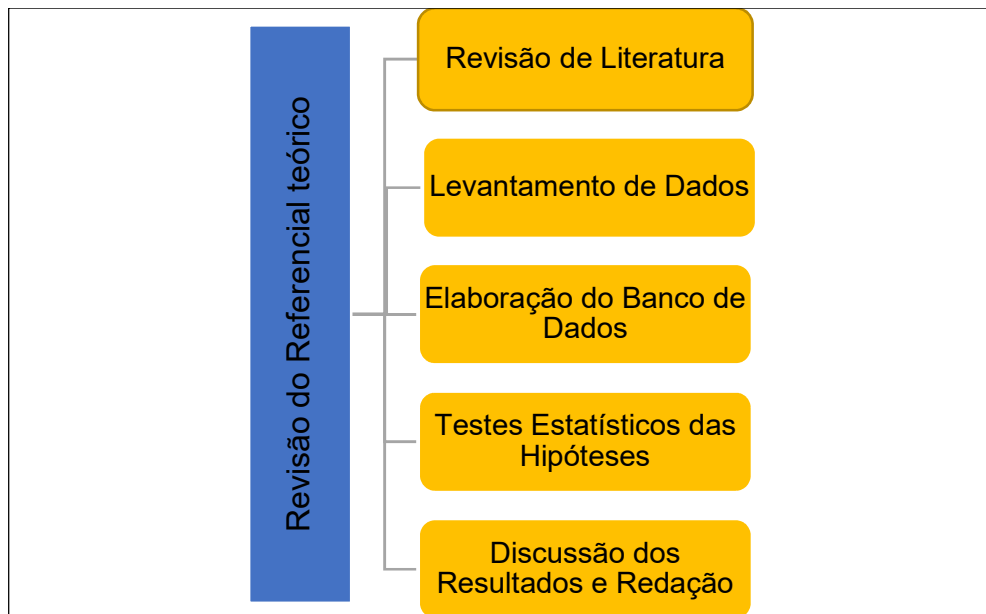 Revisão do Referencial teórico
Revisão de Literatura
Levantamento de Dados
Elaboração do Banco de
Dados
Testes Estatísticos das
Hipóteses
Discussão dos
Resultados e Redação